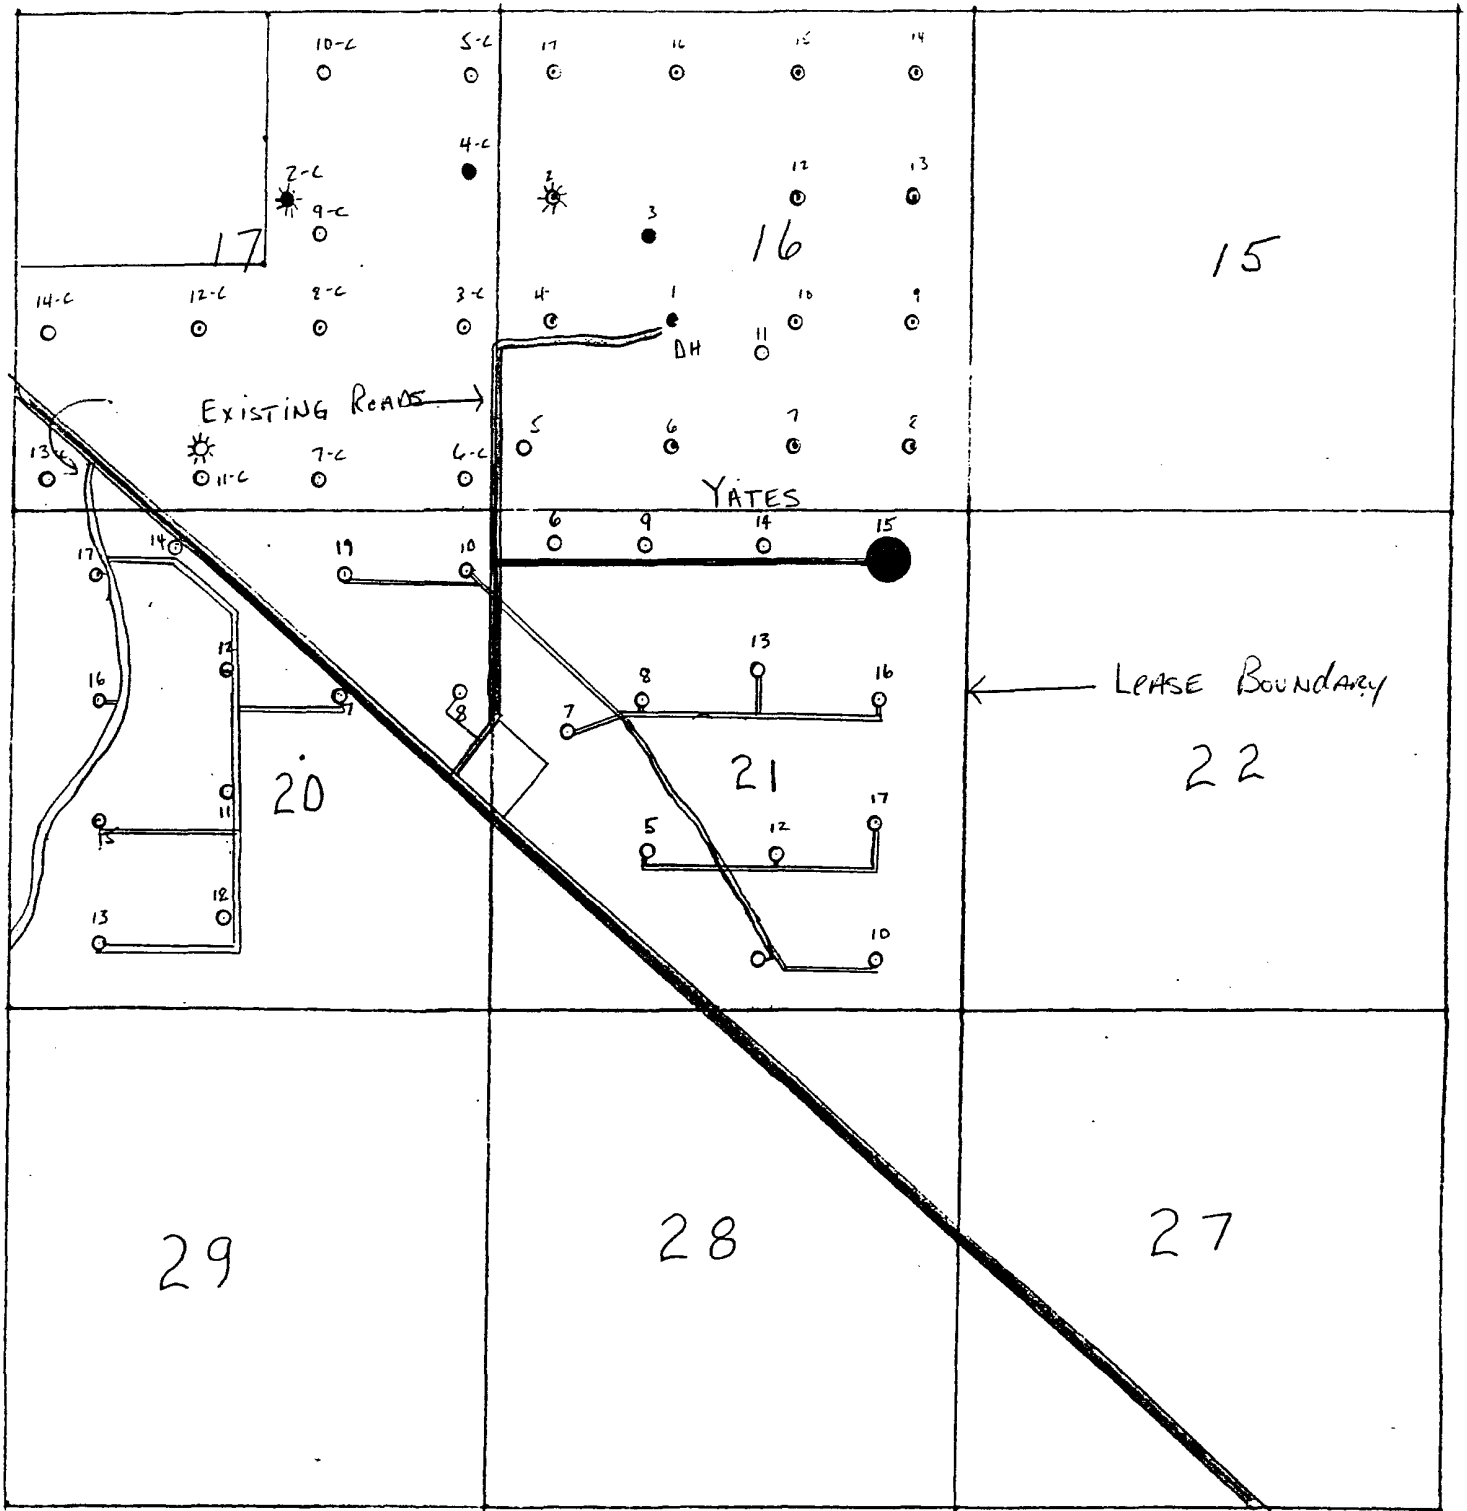 10-C 5-C 17 16 15 14
4-C
2-C 2 12 13
9-C 3
17 16 15
14-C 12-C 8-C 3-C 4 1 10 9
DH 11
EXISTING ROADS
5 6 7 8
13-C 11-C 7-C 6-C
YATES
14 19 10 6 9 14 15
17
12 13
16 8 7 8 16
7
LEASE BOUNDARY
20 21 22
11 17
15 5 12
12
13 10
29 28 27